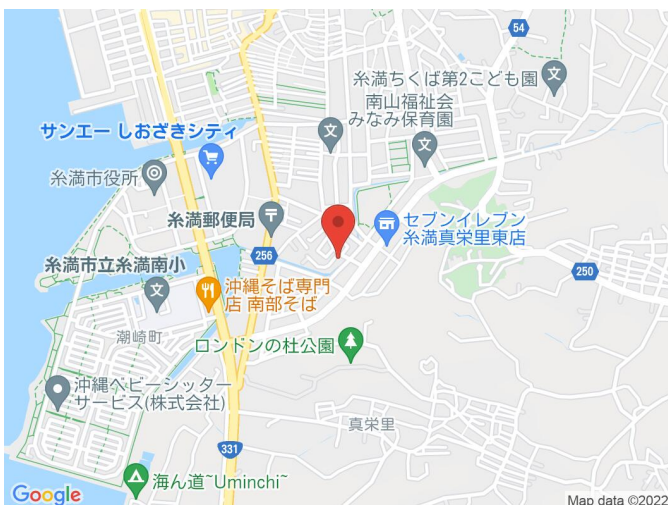 54
糸満ちくば第2こども園
南山福祉会
みなみ保育園
サンエー しおざきシティ
糸満市役所
糸満郵便局
セブンイレブン
糸満真栄里東店
256
糸満市立糸満南小
250
沖縄そば専門
店 南部そば
潮崎町
ロンドンの杜公園
沖縄ベビーシッター
サービス(株式会社)
真栄里
331
海ん道~Uminchi~
Google
Map data ©2022